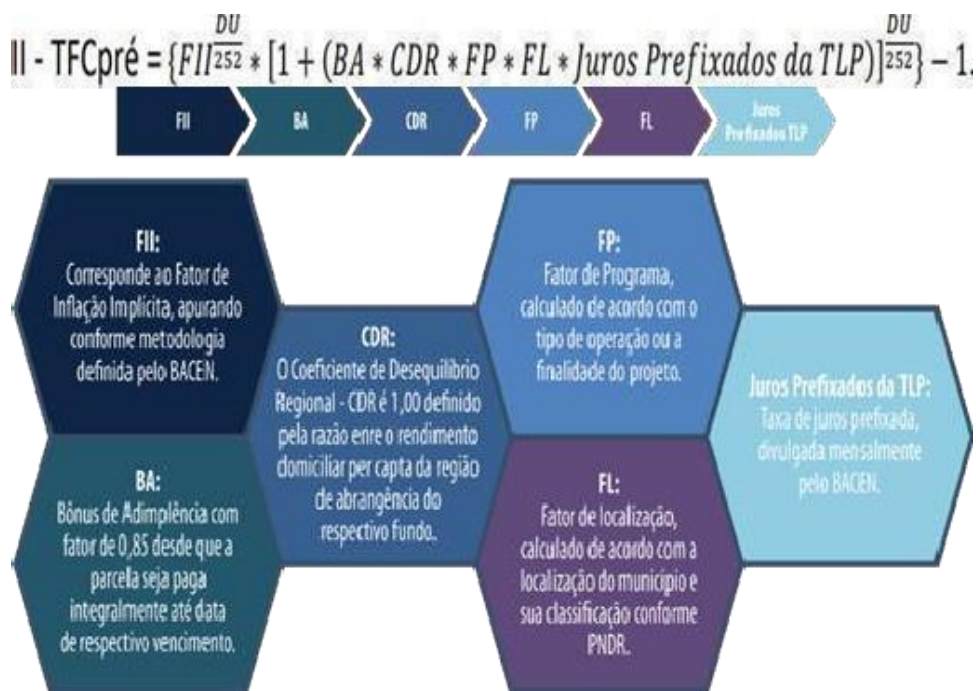 II - TFCpré = {FII^(DU/252) * [1 + (BA * CDR * FP * FL * Juros Prefixados da TLP)]^(DU/252)} − 1.
FII
BA
CDR
FP
FL
Juros
Prefixados TLP
FII:
Corresponde ao Fator de
Inflação Implícita, apurando
conforme metodologia
definida pelo BACEN.
BA:
Bônus de Adimplência com
fator de 0,85 desde que a
parcela seja paga
integralmente até data
de respectivo vencimento.
CDR:
O Coeficiente de Desequilíbrio
Regional - CDR é 1,00 definido
pela razão enre o rendimento
domiciliar per capta da região
de abrangência do
respectivo fundo.
FP:
Fator de Programa,
calculado de acordo com o
tipo de operação ou a
finalidade do projeto.
FL:
Fator de localização,
calculado de acordo com a
localização do município e
sua classificação conforme
PNDR.
Juros Prefixados da TLP:
Taxa de juros prefixada,
divulgada mensalmente
pelo BACEN.